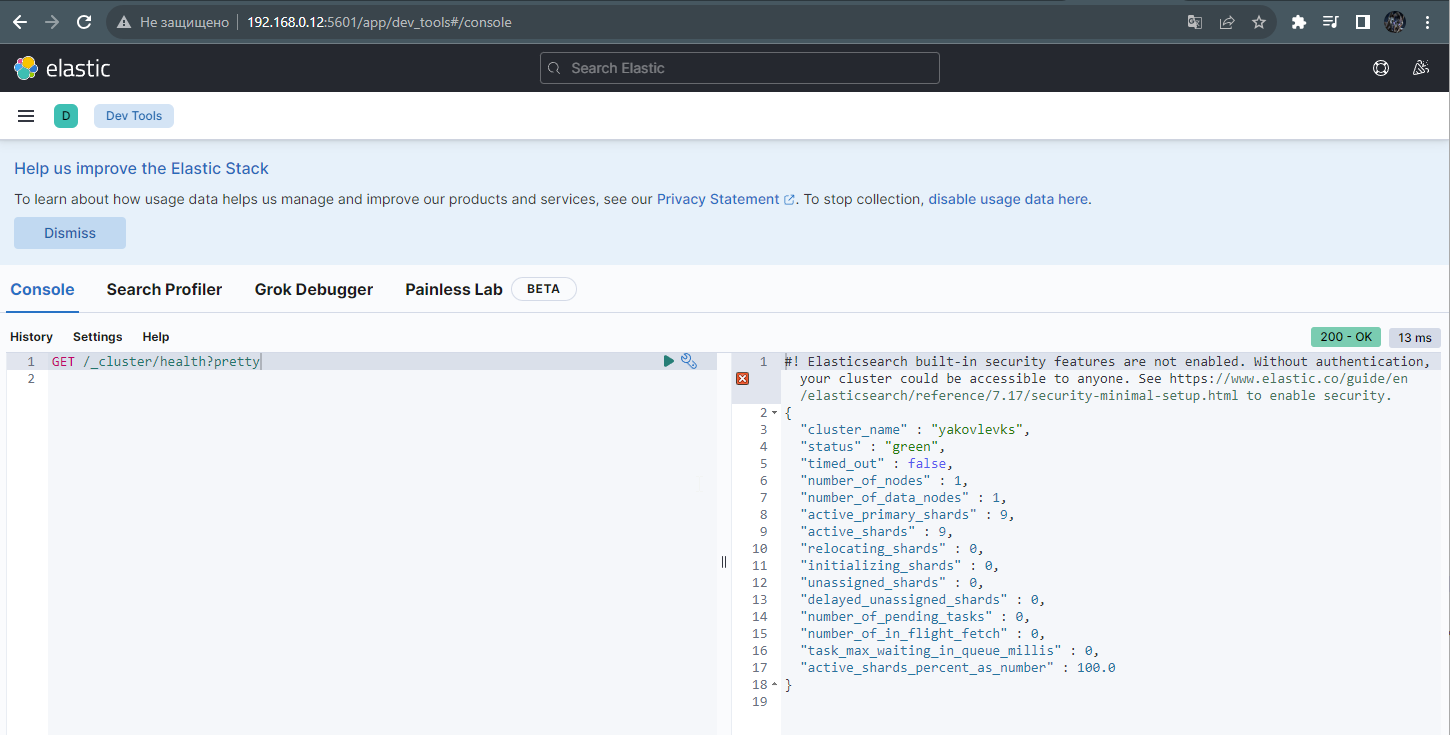 Не защищено 192.168.0.12:5601/app/dev_tools#/console
elastic
Search Elastic
D
Dev Tools
Help us improve the Elastic Stack
To learn about how usage data helps us manage and improve our products and services, see our Privacy Statement. To stop collection, disable usage data here.
Dismiss
Console Search Profiler Grok Debugger Painless Lab BETA
History Settings Help
200 - OK 13 ms
1 GET /_cluster/health?pretty
2
1 #! Elasticsearch built-in security features are not enabled. Without authentication,
your cluster could be accessible to anyone. See https://www.elastic.co/guide/en
/elasticsearch/reference/7.17/security-minimal-setup.html to enable security.
2 {
3 "cluster_name" : "yakovlevks",
4 "status" : "green",
5 "timed_out" : false,
6 "number_of_nodes" : 1,
7 "number_of_data_nodes" : 1,
8 "active_primary_shards" : 9,
9 "active_shards" : 9,
10 "relocating_shards" : 0,
11 "initializing_shards" : 0,
12 "unassigned_shards" : 0,
13 "delayed_unassigned_shards" : 0,
14 "number_of_pending_tasks" : 0,
15 "number_of_in_flight_fetch" : 0,
16 "task_max_waiting_in_queue_millis" : 0,
17 "active_shards_percent_as_number" : 100.0
18 }
19